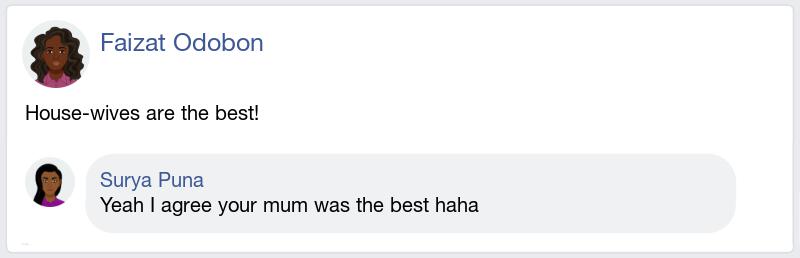 Faizat Odobon
House-wives are the best!
Surya Puna
Yeah I agree your mum was the best haha